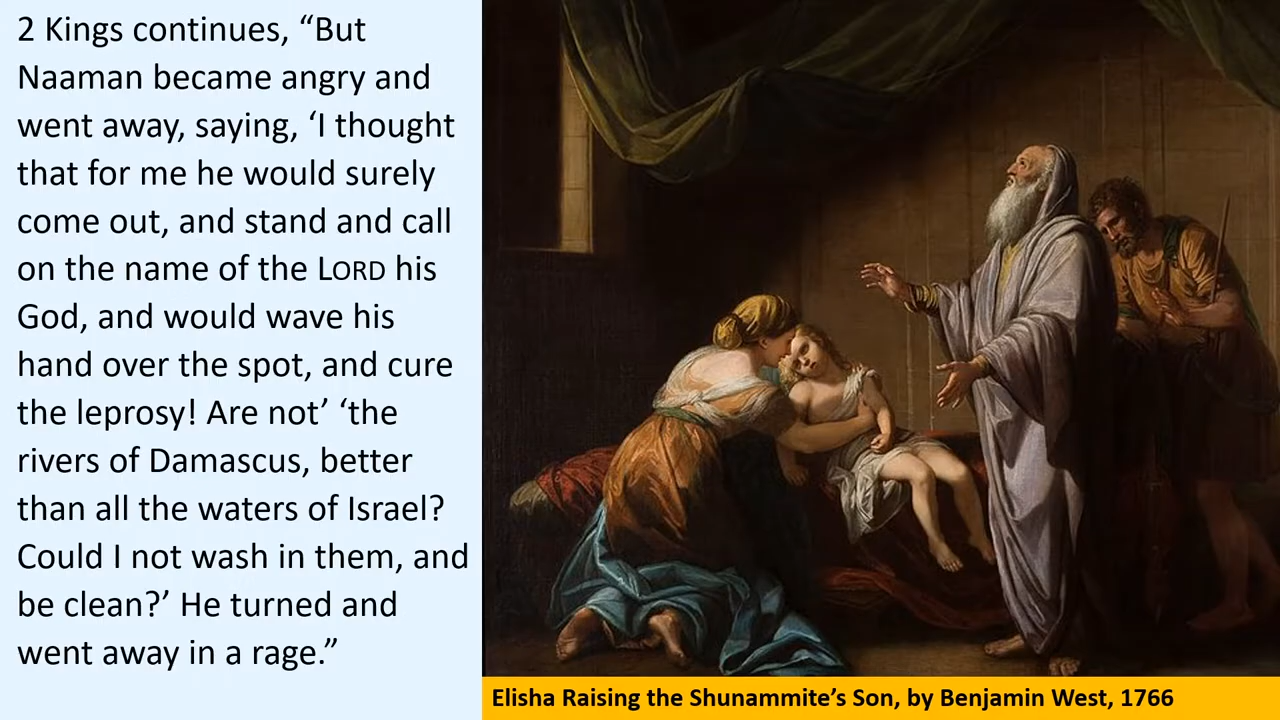 2 Kings continues, “But
Naaman became angry and
went away, saying, ‘I thought
that for me he would surely
come out, and stand and call
on the name of the LORD his
God, and would wave his
hand over the spot, and cure
the leprosy! Are not’ ‘the
rivers of Damascus, better
than all the waters of Israel?
Could I not wash in them, and
be clean?’ He turned and
went away in a rage.”
Elisha Raising the Shunammite’s Son, by Benjamin West, 1766